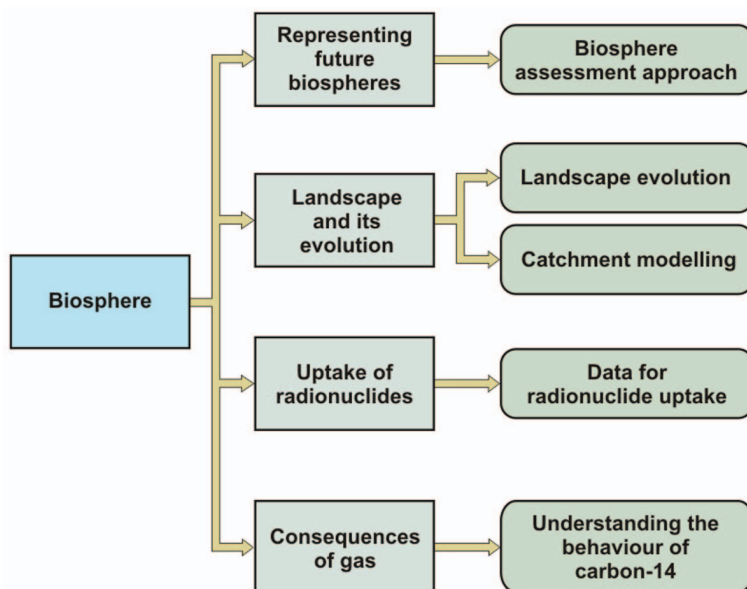 Biosphere
Representing
future
biospheres
Biosphere
assessment approach
Landscape
and its
evolution
Landscape evolution
Catchment modelling
Uptake of
radionuclides
Data for
radionuclide uptake
Consequences
of gas
Understanding the
behaviour of
carbon-14